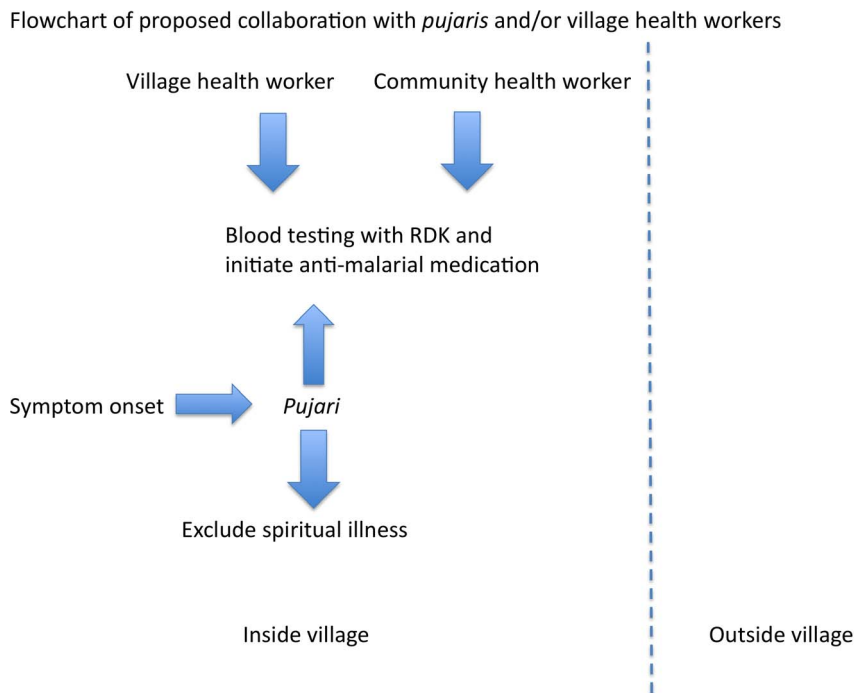 Flowchart of proposed collaboration with pujaris and/or village health workers
Village health worker
Community health worker
Blood testing with RDK and
initiate anti-malarial medication
Symptom onset
Pujari
Exclude spiritual illness
Inside village
Outside village